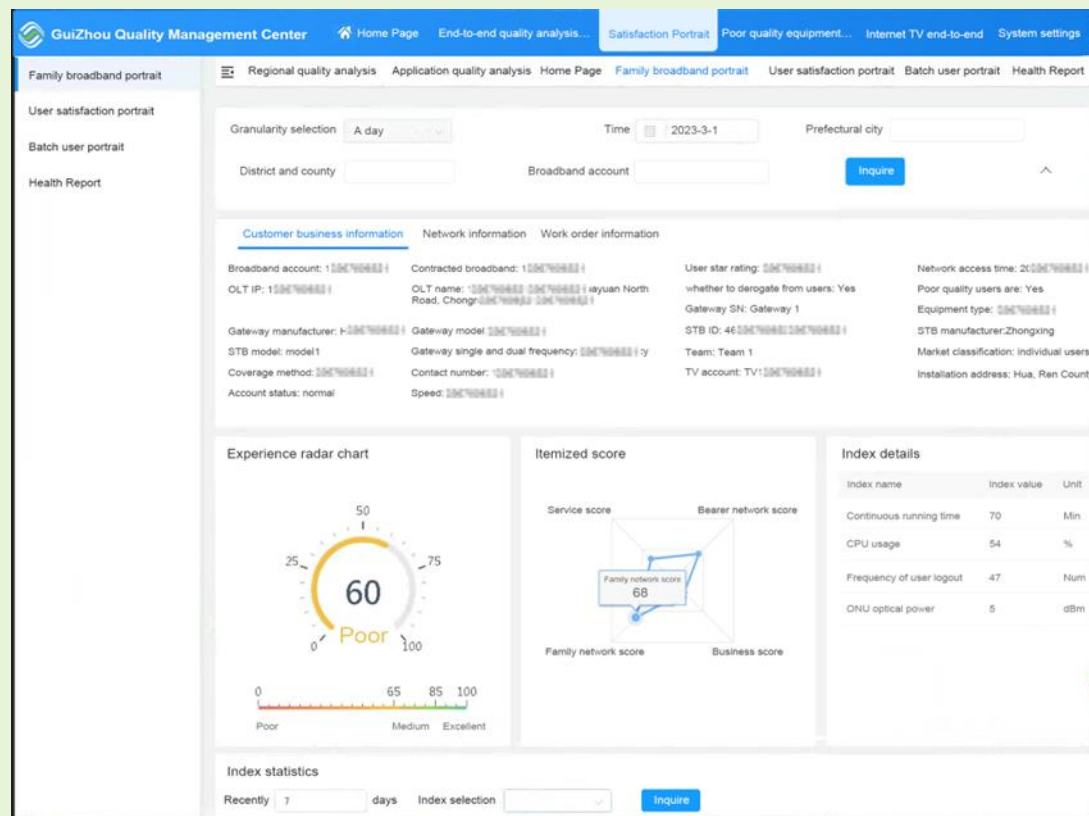 GuiZhou Quality Management Center
Home Page
End-to-end quality analysis...
Satisfaction Portrait
Poor quality equipment...
Internet TV end-to-end
System settings
Family broadband portrait
User satisfaction portrait
Batch user portrait
Health Report
Regional quality analysis
Application quality analysis
Home Page
Family broadband portrait
User satisfaction portrait
Batch user portrait
Health Report
Granularity selection A day
Time 2023-3-1
Prefectural city
District and county
Broadband account
Inquire
Customer business information
Network information
Work order information
Broadband account: 1
Contracted broadband: 1
User star rating:
Network access time: 20
OLT IP: 1
OLT name: ayuan North
Road, Chongr
whether to derogate from users: Yes
Poor quality users are: Yes
Gateway SN: Gateway 1
Equipment type:
Gateway manufacturer: H
Gateway model
STB ID: 46
STB manufacturer:Zhongxing
STB model: model1
Gateway single and dual frequency: :y
Team: Team 1
Market classification: individual users
Coverage method:
Contact number:
TV account: TV
Installation address: Hua, Ren Count
Account status: normal
Speed:
Experience radar chart
50
25
75
60
Poor
0
100
0 65 85 100
Poor Medium Excellent
Itemized score
Service score
Bearer network score
Family network score
68
Family network score
Business score
Index details
Index name Index value Unit
Continuous running time 70 Min
CPU usage 54 %
Frequency of user logout 47 Num
ONU optical power 5 dBm
Index statistics
Recently 7 days
Index selection
Inquire